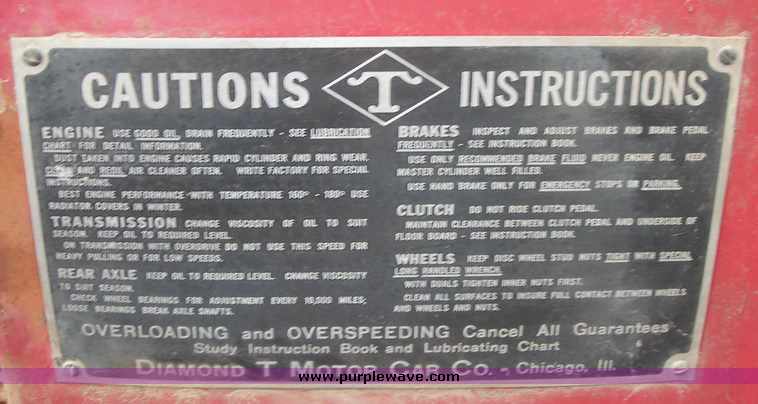 CAUTIONS T INSTRUCTIONS
ENGINE USE GOOD OIL, DRAIN FREQUENTLY - SEE LUBRICATION
CHART FOR DETAIL INFORMATION.
DUST TAKEN INTO ENGINE CAUSES RAPID CYLINDER AND RING WEAR.
CLEAN AND REOIL AIR CLEANER OFTEN. WRITE FACTORY FOR SPECIAL
INSTRUCTIONS.
BEST ENGINE PERFORMANCE-WITH TEMPERATURE 160° - 180° USE
RADIATOR COVERS IN WINTER.
TRANSMISSION CHANGE VISCOSITY OF OIL TO SUIT
SEASON. KEEP OIL TO REQUIRED LEVEL.
ON TRANSMISSION WITH OVERDRIVE DO NOT USE THIS SPEED FOR
HEAVY PULLING OR FOR LOW SPEEDS.
REAR AXLE KEEP OIL TO REQUIRED LEVEL. CHANGE VISCOSITY
TO SUIT SEASON.
CHECK WHEEL BEARINGS FOR ADJUSTMENT EVERY 10,000 MILES;
LOOSE BEARINGS BREAK AXLE SHAFTS.
BRAKES INSPECT AND ADJUST BRAKES AND BRAKE PEDAL
FREQUENTLY - SEE INSTRUCTION BOOK.
USE ONLY RECOMMENDED BRAKE FLUID NEVER ENGINE OIL. KEEP
MASTER CYLINDER WELL FILLED.
USE HAND BRAKE ONLY FOR EMERGENCY STOPS OR PARKING.
CLUTCH DO NOT RIDE CLUTCH PEDAL.
MAINTAIN CLEARANCE BETWEEN CLUTCH PEDAL AND UNDERSIDE OF
FLOOR BOARD - SEE INSTRUCTION BOOK.
WHEELS KEEP DISC WHEEL STUD NUTS TIGHT WITH SPECIAL
LONG HANDLED WRENCH.
WITH DUALS TIGHTEN INNER NUTS FIRST.
CLEAN ALL SURFACES TO INSURE FULL CONTACT BETWEEN WHEELS
AND WHEELS AND NUTS.
OVERLOADING and OVERSPEEDING Cancel All Guarantees
Study Instruction Book and Lubricating Chart
DIAMOND T MOTOR CAR CO. - Chicago, Ill.
www.purplewave.com